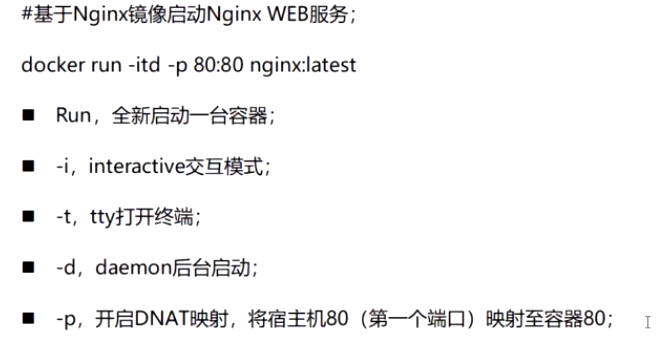 #基于Nginx镜像启动Nginx WEB服务；
docker run -itd -p 80:80 nginx:latest
■ Run，全新启动一台容器；
■ -i，interactive交互模式；
■ -t，tty打开终端；
■ -d，daemon后台启动；
■ -p，开启DNAT映射，将宿主机80（第一个端口）映射至容器80；